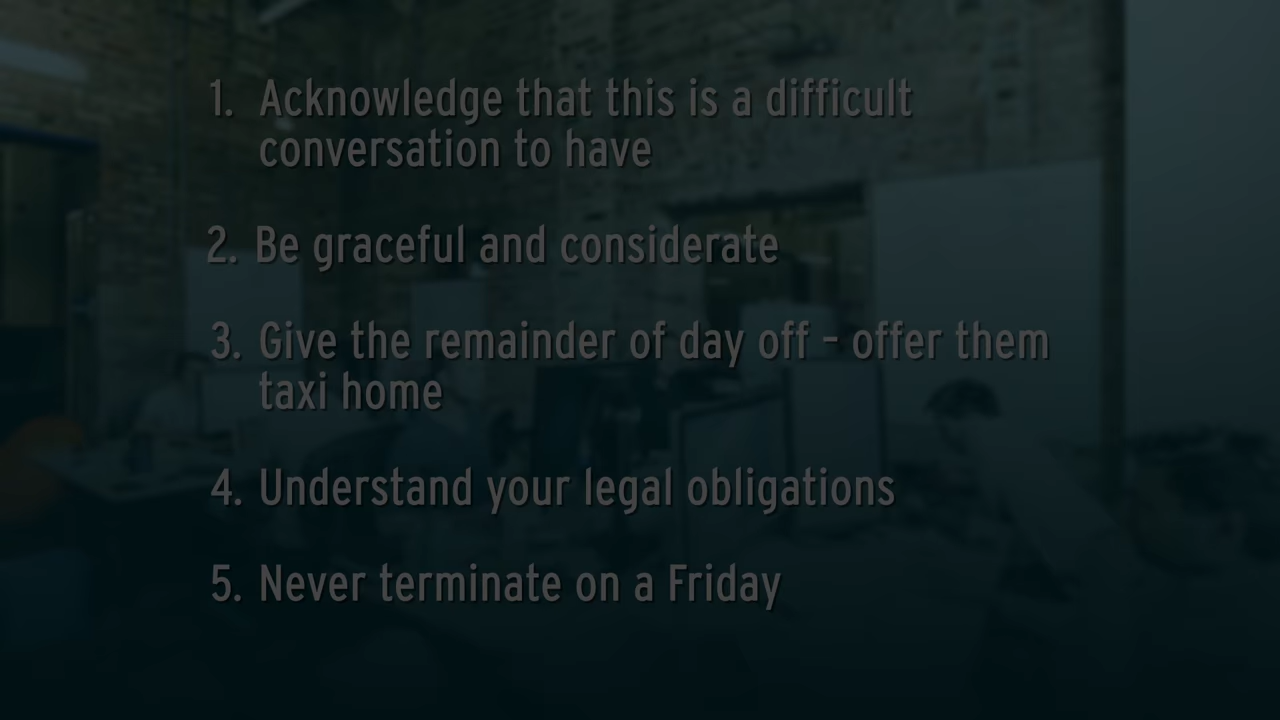 1. Acknowledge that this is a difficult
conversation to have
2. Be graceful and considerate
3. Give the remainder of day off - offer them
taxi home
4. Understand your legal obligations
5. Never terminate on a Friday